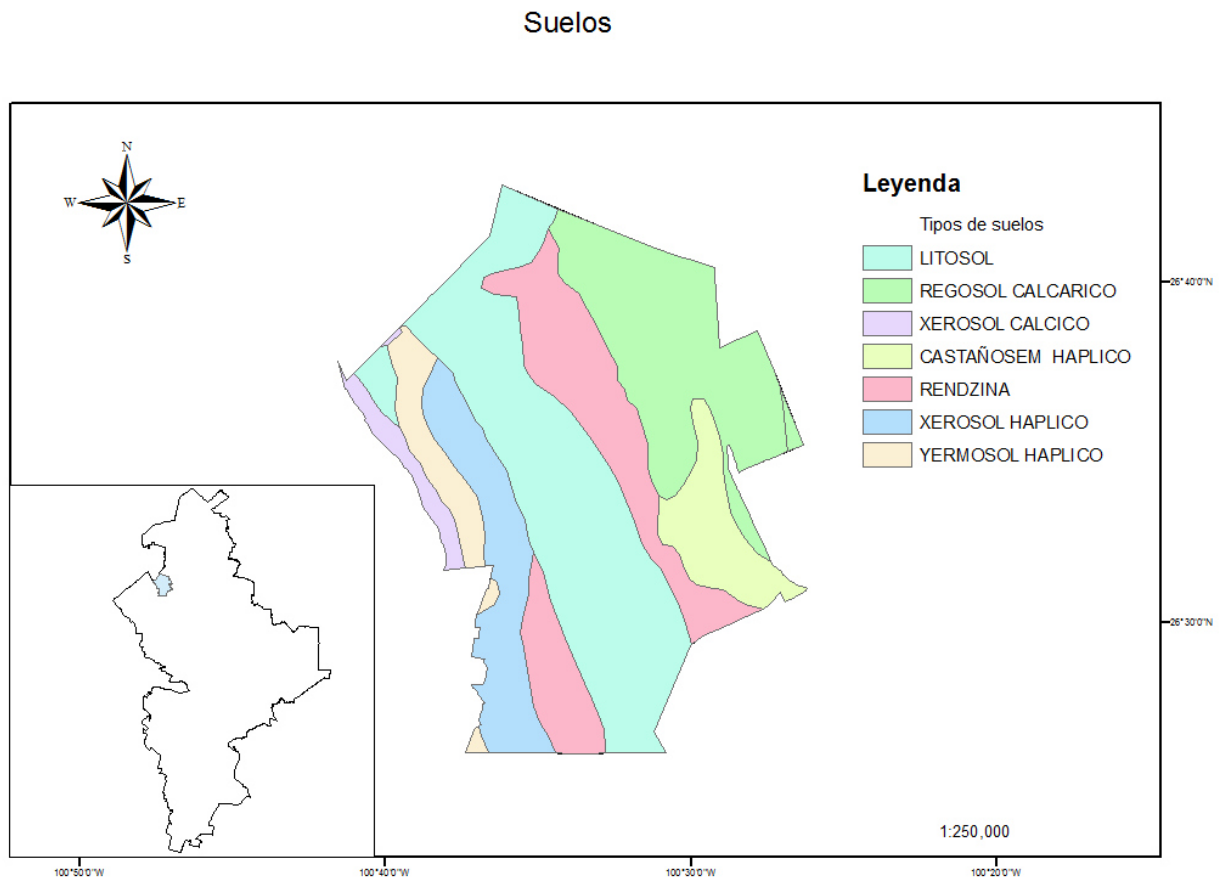 Suelos
N
W
E
S
Leyenda
Tipos de suelos
LITOSOL
REGOSOL CALCARICO
XEROSOL CALCICO
CASTAÑOSEM HAPLICO
RENDZINA
XEROSOL HAPLICO
YERMOSOL HAPLICO
26°40'0"N
26°30'0"N
1:250,000
100°50'0"W
100°40'0"W
100°30'0"W
100°20'0"W